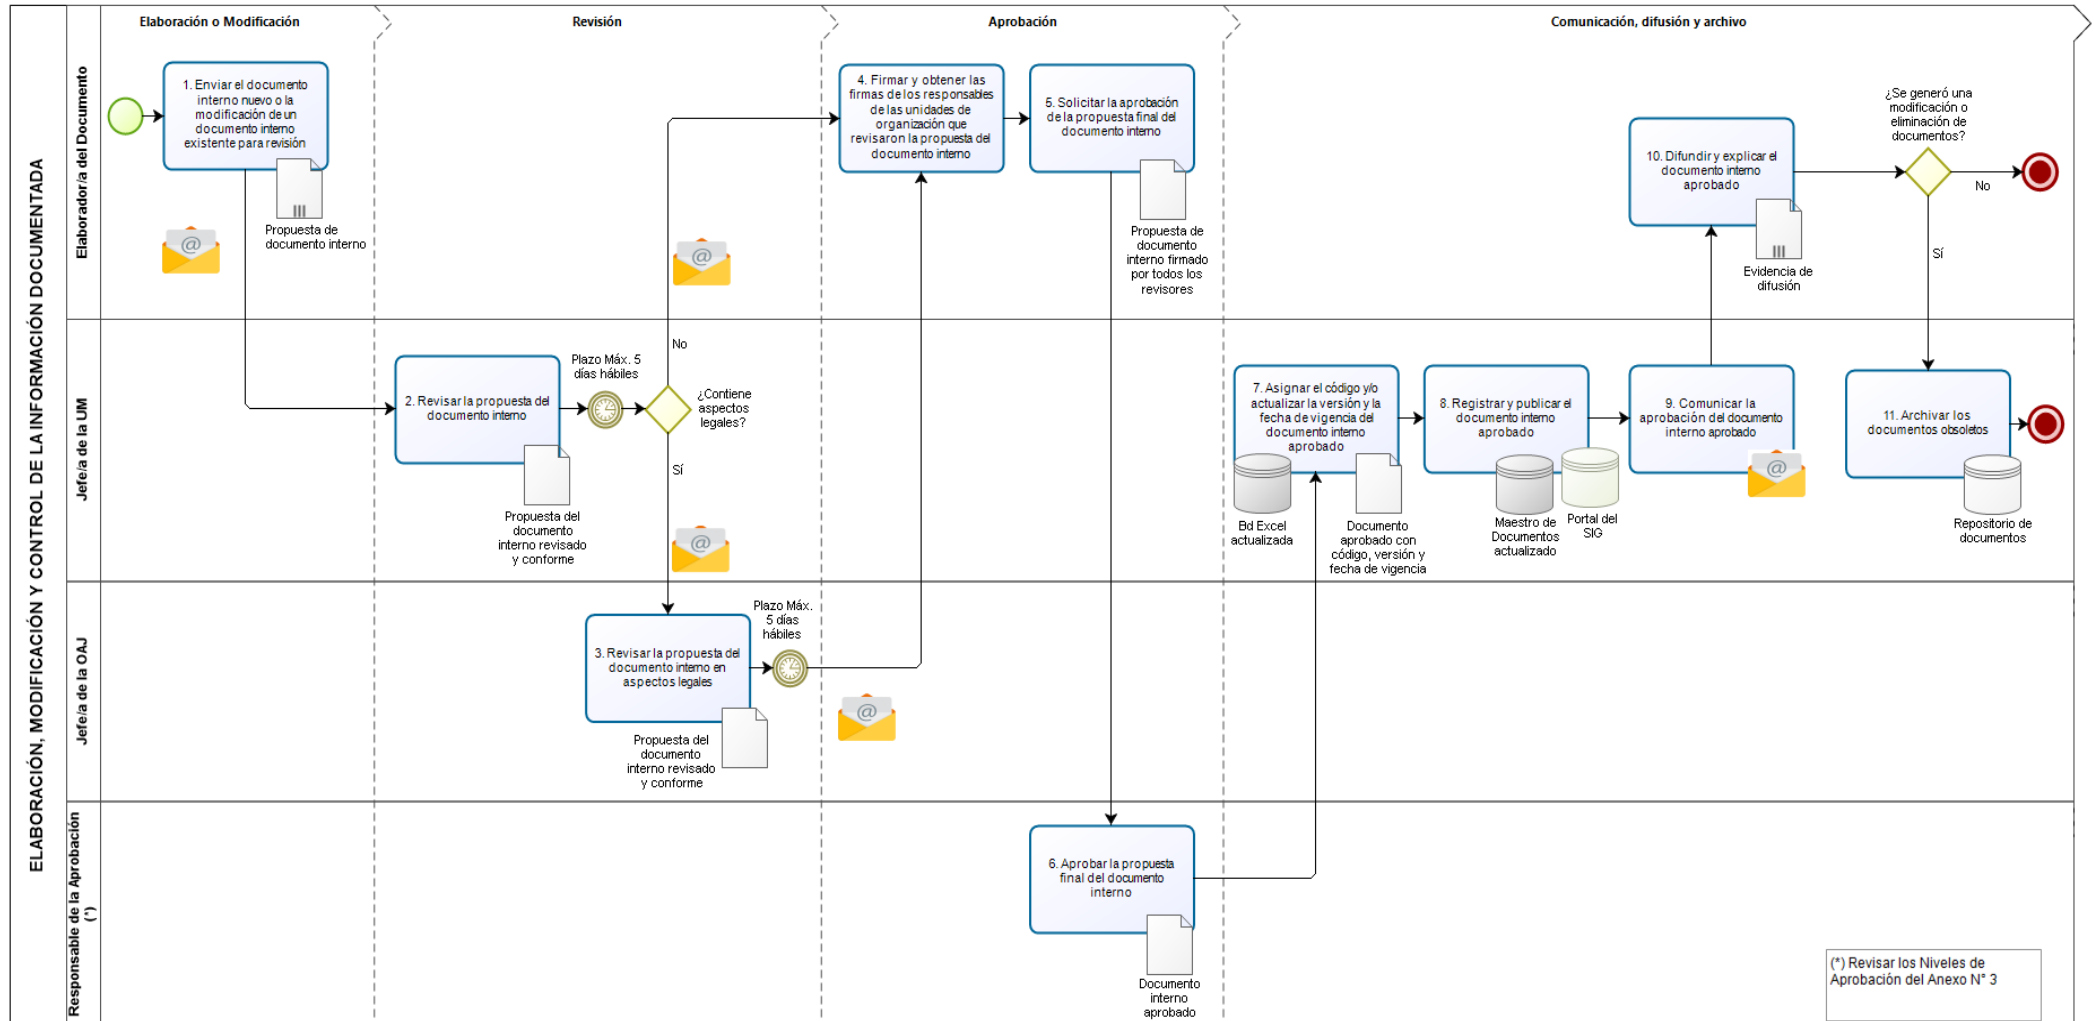 ELABORACIÓN, MODIFICACIÓN Y CONTROL DE LA INFORMACIÓN DOCUMENTADA
Elaboración o Modificación
Revisión
Aprobación
Comunicación, difusión y archivo
Elaborador/a del Documento
1. Enviar el documento
interno nuevo o la
modificación de un
documento interno
existente para revisión
Propuesta de
documento interno
@
@
4. Firmar y obtener las
firmas de los responsables
de las unidades de
organización que
revisaron la propuesta del
documento interno
5. Solicitar la aprobación
de la propuesta final del
documento interno
Propuesta de
documento
interno firmado
por todos los
revisores
10. Difundir y explicar el
documento interno
aprobado
Evidencia de
difusión
¿Se generó una
modificación o
eliminación de
documentos?
No
Sí
Jefe/a de la UM
2. Revisar la propuesta del
documento interno
Propuesta del
documento
interno revisado
y conforme
Plazo Máx. 5
días hábiles
No
¿Contiene
aspectos
legales?
Sí
@
7. Asignar el código y/o
actualizar la versión y la
fecha de vigencia del
documento interno
aprobado
Bd Excel
actualizada
Documento
aprobado con
código, versión y
fecha de vigencia
8. Registrar y publicar el
documento interno
aprobado
Maestro de
Documentos
actualizado
Portal del
SIG
9. Comunicar la
aprobación del documento
interno aprobado
@
11. Archivar los
documentos obsoletos
Repositorio de
documentos
Jefe/a de la OAJ
3. Revisar la propuesta del
documento interno en
aspectos legales
Propuesta del
documento
interno revisado
y conforme
Plazo Máx.
5 días
hábiles
@
Responsable de la Aprobación
(*)
6. Aprobar la propuesta
final del documento
interno
Documento
interno
aprobado
(*) Revisar los Niveles de
Aprobación del Anexo N° 3